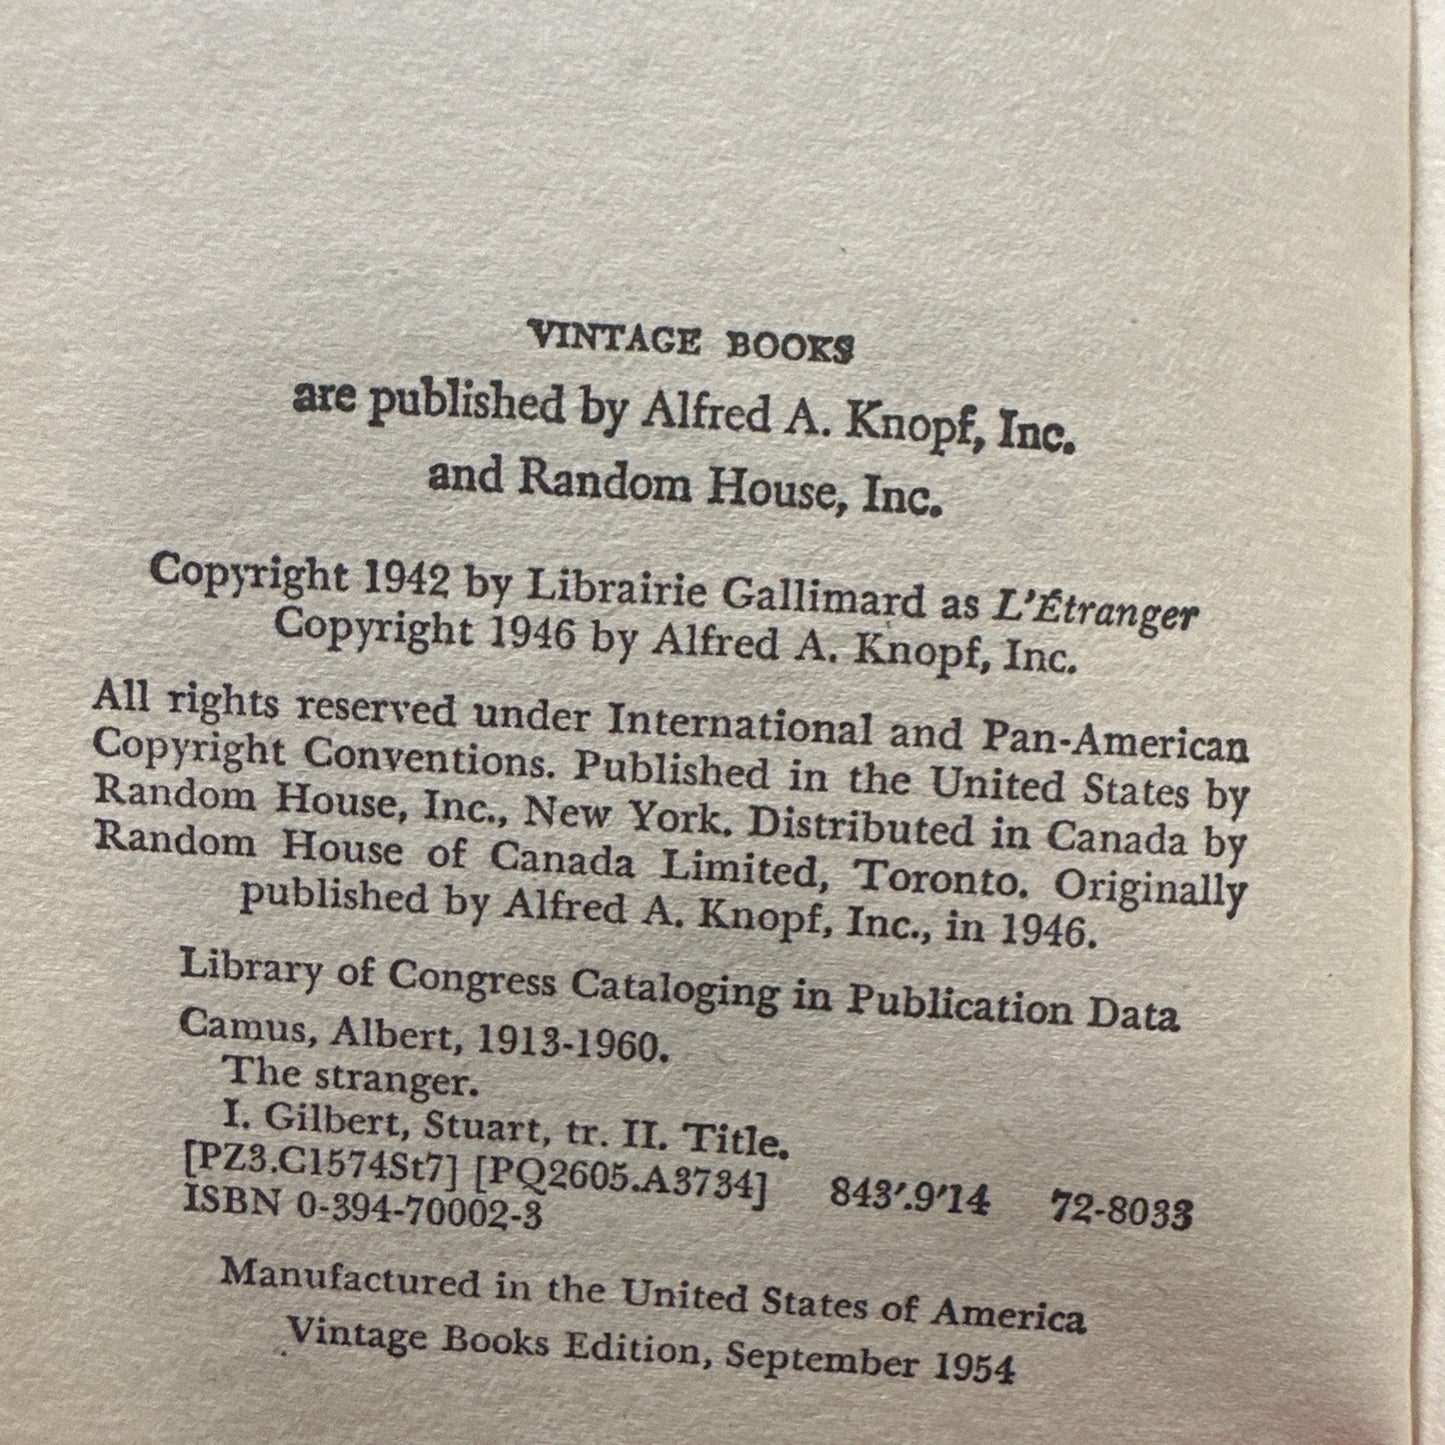 VINTAGE BOOKS
are published by Alfred A. Knopf, Inc.
and Random House, Inc.
Copyright 1942 by Librairie Gallimard as L'Étranger
Copyright 1946 by Alfred A. Knopf, Inc.
All rights reserved under International and Pan-American
Copyright Conventions. Published in the United States by
Random House, Inc., New York. Distributed in Canada by
Random House of Canada Limited, Toronto. Originally
published by Alfred A. Knopf, Inc., in 1946.
Library of Congress Cataloging in Publication Data
Camus, Albert, 1913-1960.
The stranger.
I. Gilbert, Stuart, tr. II. Title.
[PZ3.C1574St7] [PQ2605.A3734] 843'.9'14 72-8033
ISBN 0-394-70002-3
Manufactured in the United States of America
Vintage Books Edition, September 1954